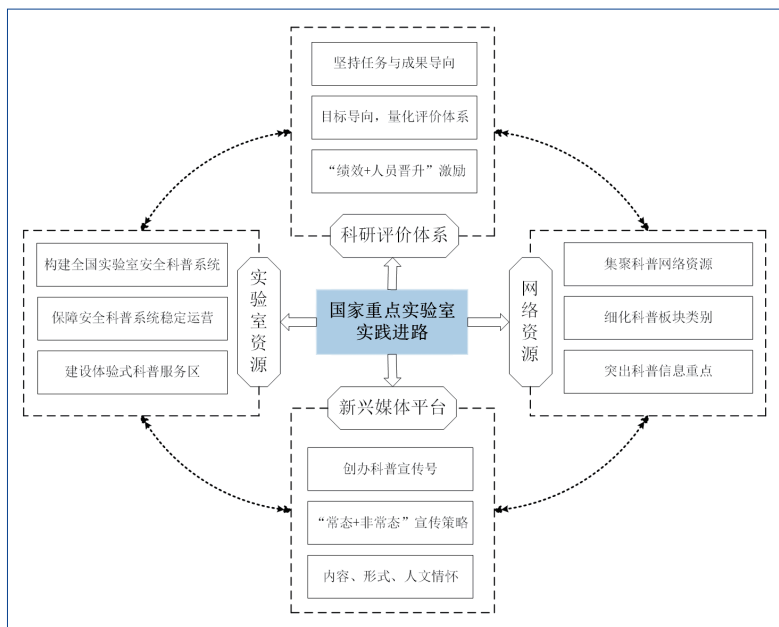 坚持任务与成果导向
目标导向，量化评价体系
“绩效+人员晋升”激励
科研评价体系
构建全国实验室安全科普系统
保障安全科普系统稳定运营
建设体验式科普服务区
实验室资源
国家重点实验室
实践进路
网络资源
集聚科普网络资源
细化科普板块类别
突出科普信息重点
新兴媒体平台
创办科普宣传号
“常态+非常态”宣传策略
内容、形式、人文情怀